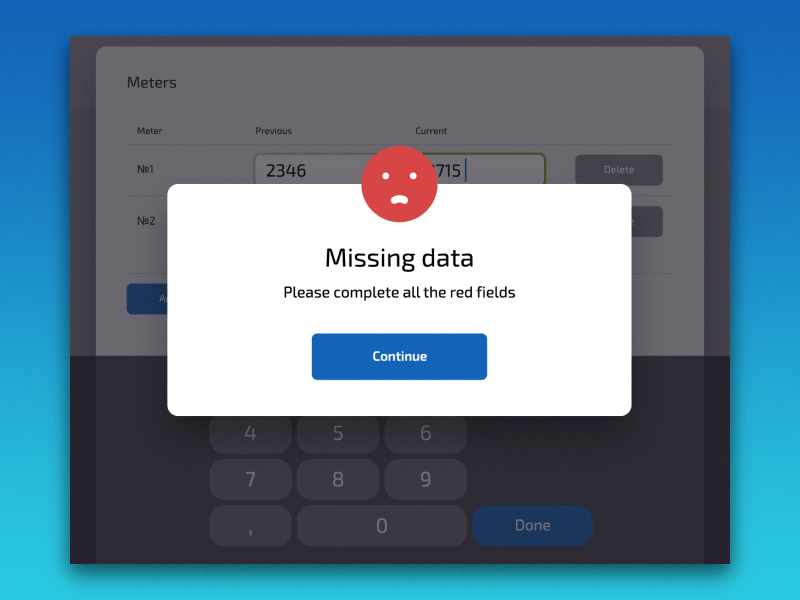 Meters
Meter Previous Current
№1 2346 715 Delete
№2
Missing data
Please complete all the red fields
Continue
4 5 6
7 8 9
, 0 Done